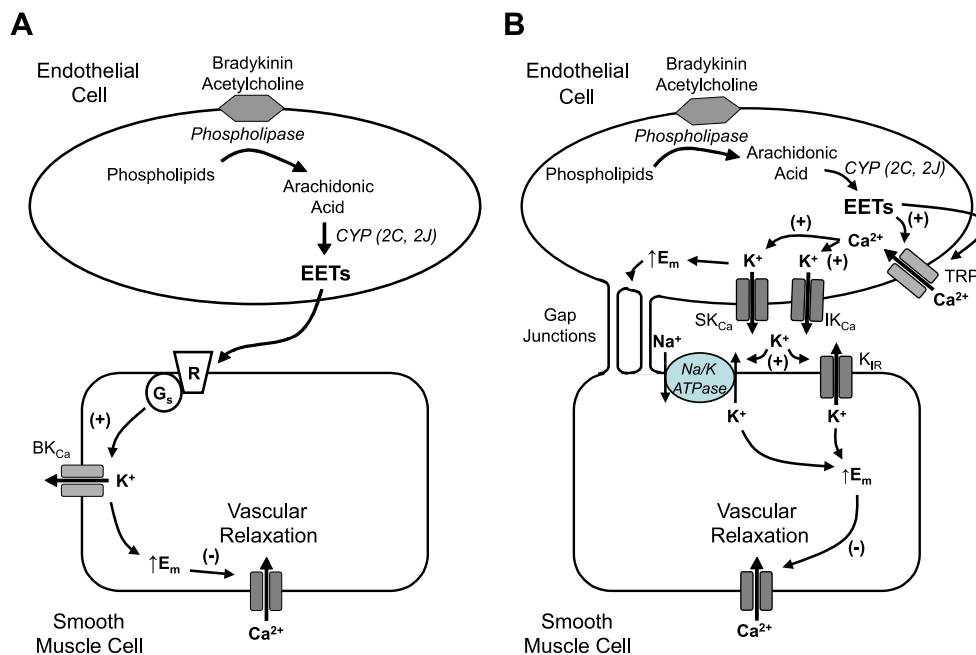 A
Endothelial
Cell
Bradykinin
Acetylcholine
Phospholipase
Phospholipids
Arachidonic
Acid
CYP (2C, 2J)
EETs
R
Gs
(+)
BKCa
K+
↑Em
(-)
Vascular
Relaxation
Ca2+
Smooth
Muscle Cell
B
Endothelial
Cell
Bradykinin
Acetylcholine
Phospholipase
Phospholipids
Arachidonic
Acid
CYP (2C, 2J)
EETs
(+)
(+)
Ca2+
↑Em
K+
K+
(+)
TRP
Ca2+
SKCa
IKCa
Gap
Junctions
Na+
K+
(+)
Na/K
ATPase
KIR
K+
K+
↑Em
Vascular
Relaxation
(-)
Ca2+
Smooth
Muscle Cell